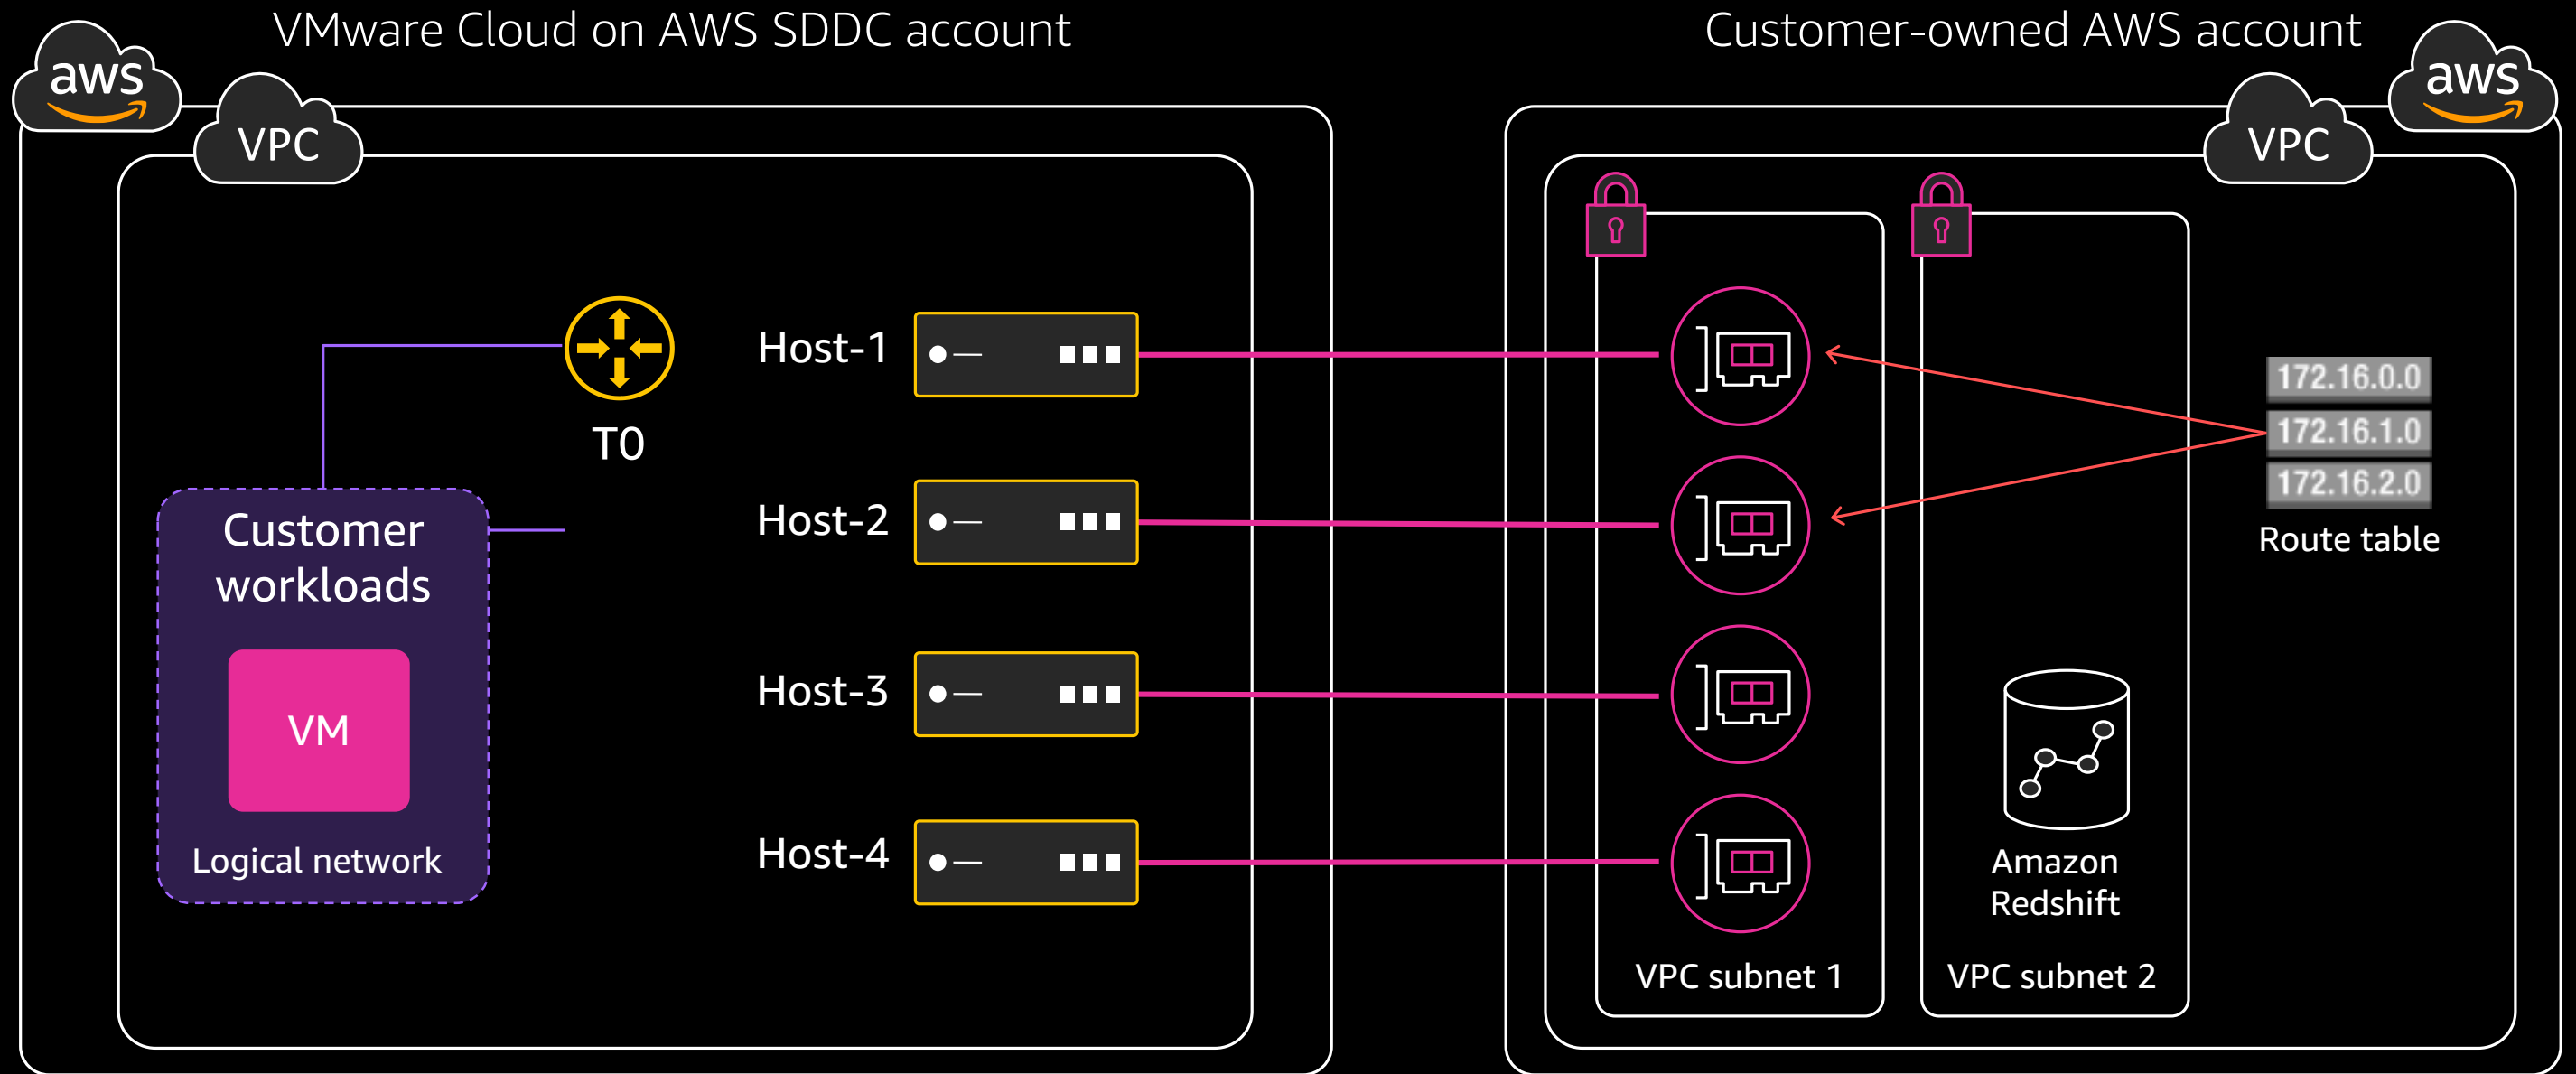 VMware Cloud on AWS SDDC account
Customer-owned AWS account
aws
aws
VPC
VPC
Host-1
172.16.0.0
172.16.1.0
172.16.2.0
Route table
T0
Host-2
Customer
workloads
VM
Logical network
Host-3
Host-4
Amazon
Redshift
VPC subnet 1
VPC subnet 2